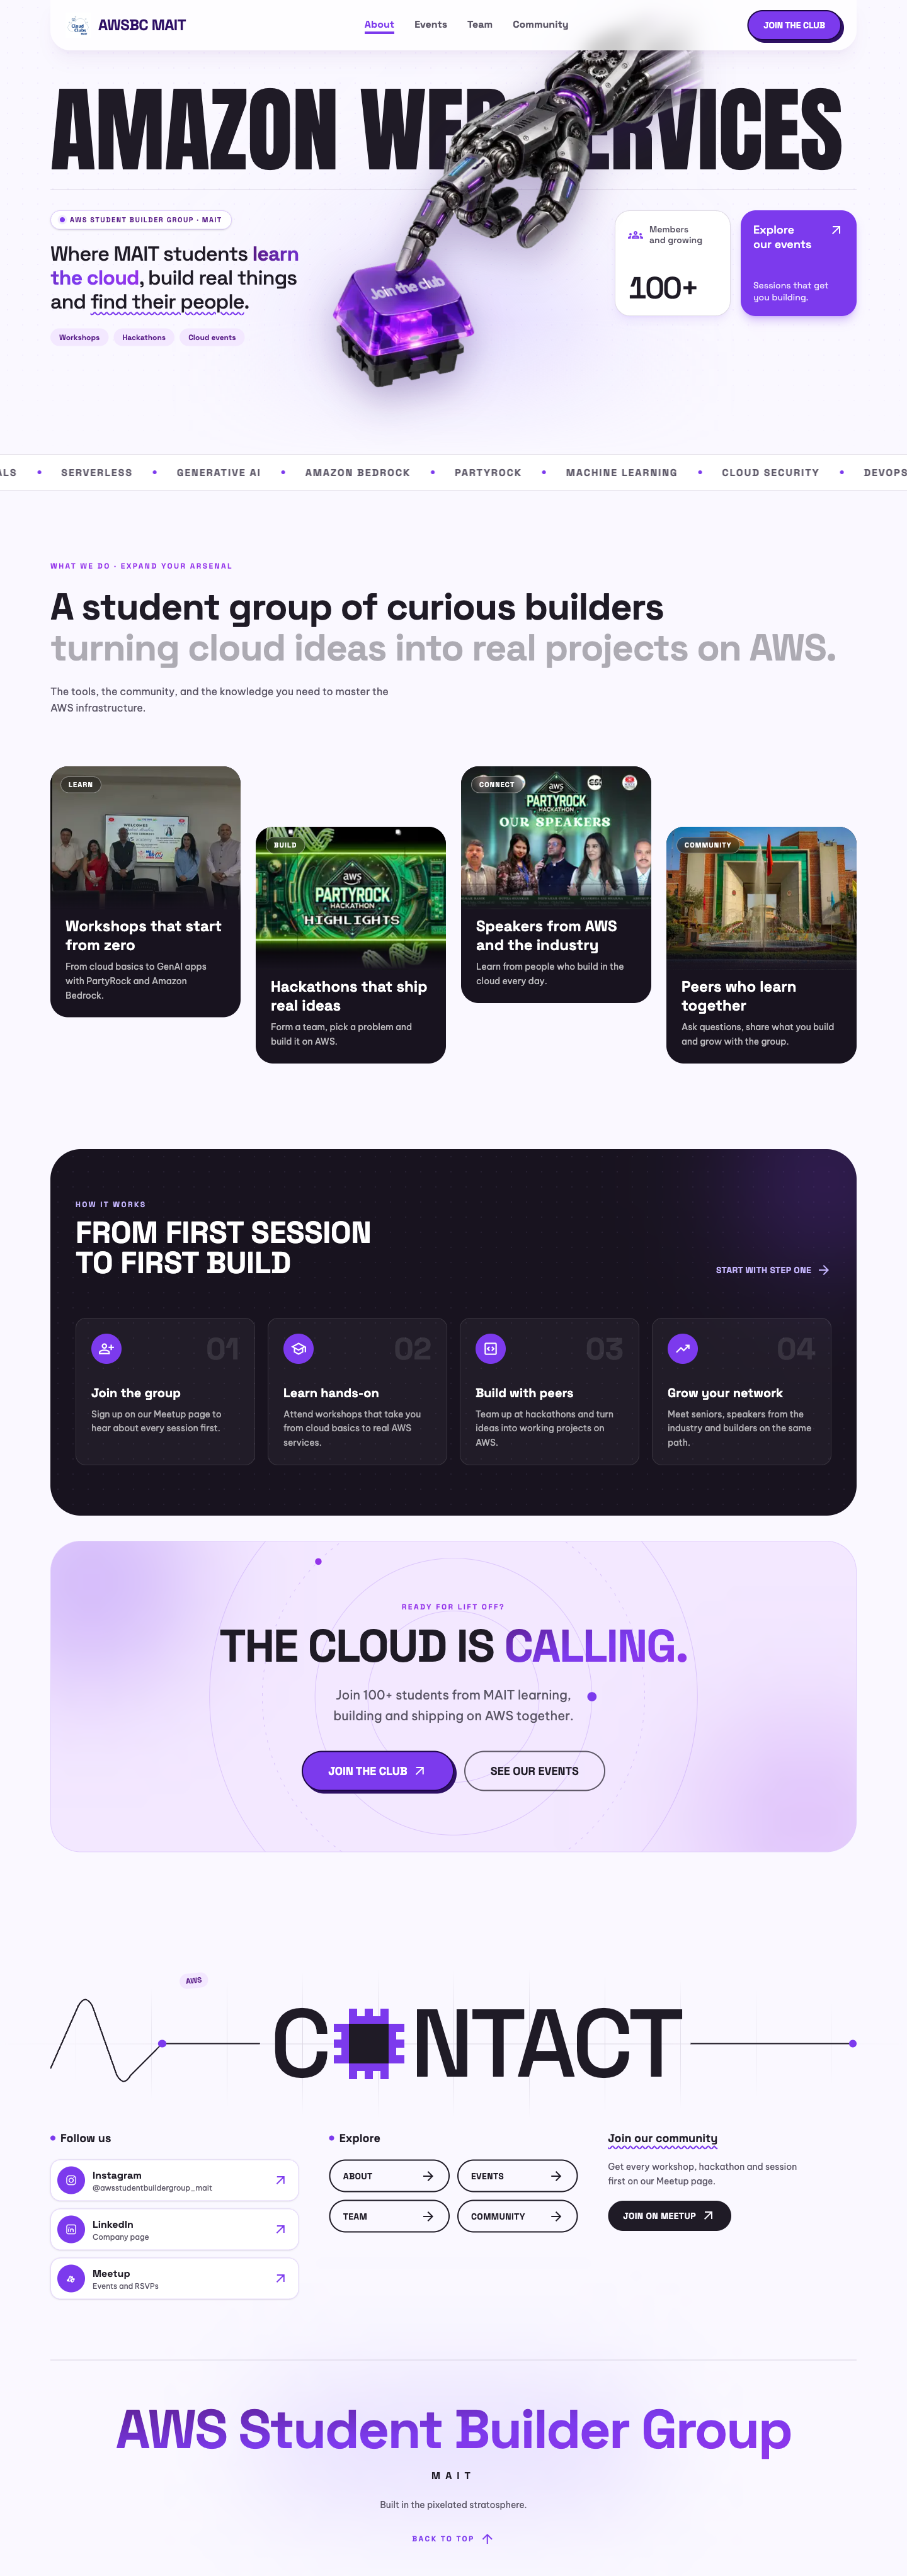 AWSBC MAIT
About
Events
Team
Community
JOIN THE CLUB
AMAZON WEB SERVICES
AWS STUDENT BUILDER GROUP · MAIT
Where MAIT students learn
the cloud, build real things
and find their people.
Workshops
Hackathons
Cloud events
Join the club
Members
and growing
100+
Explore
our events
Sessions that get
you building.
ALS • SERVERLESS • GENERATIVE AI • AMAZON BEDROCK • PARTYROCK • MACHINE LEARNING • CLOUD SECURITY • DEVOPS
WHAT WE DO · EXPAND YOUR ARSENAL
A student group of curious builders
turning cloud ideas into real projects on AWS.
The tools, the community, and the knowledge you need to master the
AWS infrastructure.
LEARN
Workshops that start
from zero
From cloud basics to GenAI apps
with PartyRock and Amazon
Bedrock.
BUILD
aws
PARTYROCK
HACKATHON
HIGHLIGHTS
Hackathons that ship
real ideas
Form a team, pick a problem and
build it on AWS.
CONNECT
aws
PARTYROCK
HACKATHON
OUR SPEAKERS
Speakers from AWS
and the industry
Learn from people who build in the
cloud every day.
COMMUNITY
Peers who learn
together
Ask questions, share what you build
and grow with the group.
HOW IT WORKS
FROM FIRST SESSION
TO FIRST BUILD
START WITH STEP ONE
01
Join the group
Sign up on our Meetup page to
hear about every session first.
02
Learn hands-on
Attend workshops that take you
from cloud basics to real AWS
services.
03
Build with peers
Team up at hackathons and turn
ideas into working projects on
AWS.
04
Grow your network
Meet seniors, speakers from the
industry and builders on the same
path.
READY FOR LIFT OFF?
THE CLOUD IS CALLING.
Join 100+ students from MAIT learning,
building and shipping on AWS together.
JOIN THE CLUB
SEE OUR EVENTS
AWS
CONTACT
Follow us
Instagram
@awsstudentbuildergroup_mait
LinkedIn
Company page
Meetup
Events and RSVPs
Explore
ABOUT
EVENTS
TEAM
COMMUNITY
Join our community
Get every workshop, hackathon and session
first on our Meetup page.
JOIN ON MEETUP
AWS Student Builder Group
MAIT
Built in the pixelated stratosphere.
BACK TO TOP